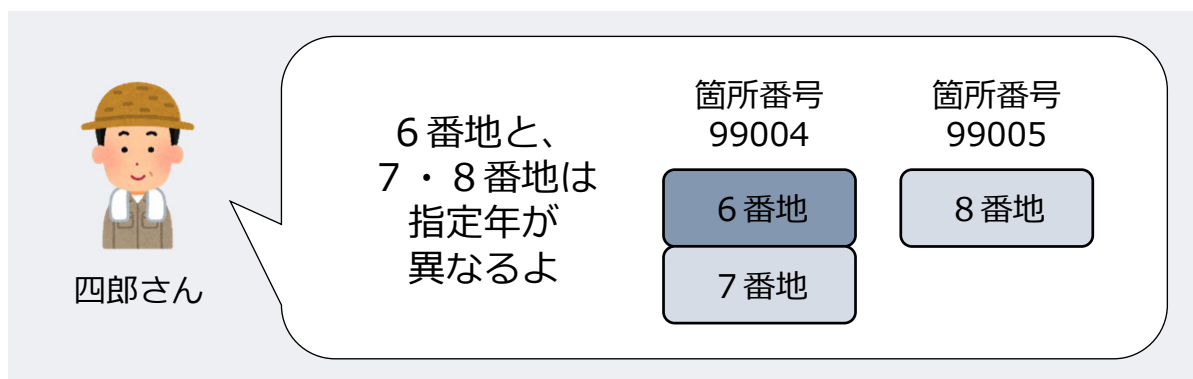 6番地と、
7・8番地は
指定年が
異なるよ
箇所番号
99004
6番地
7番地
箇所番号
99005
8番地
四郎さん